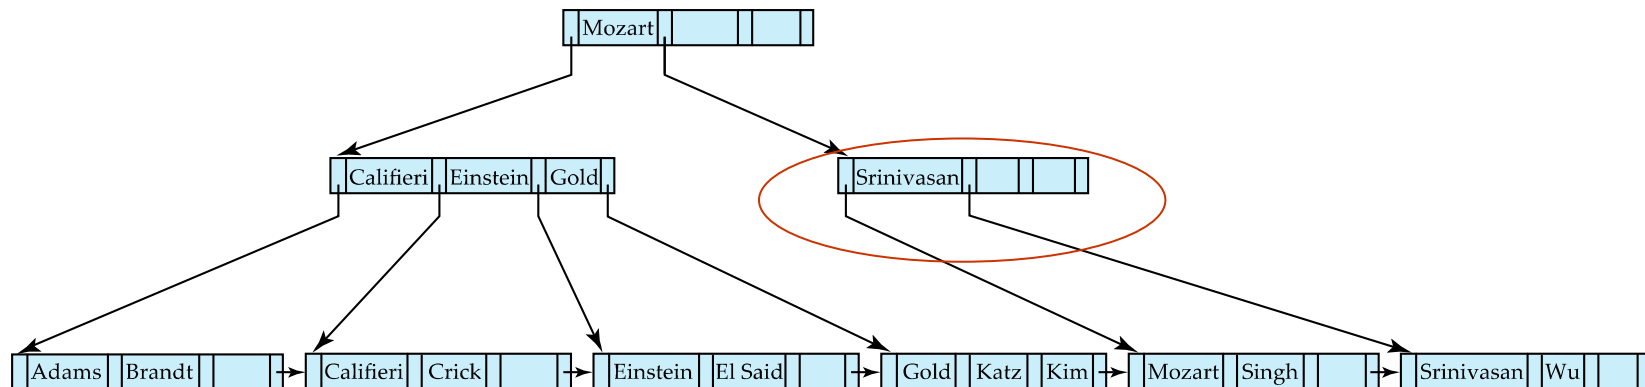 Mozart
Califieri Einstein Gold Srinivasan
Adams Brandt Califieri Crick Einstein El Said Gold Katz Kim Mozart Singh Srinivasan Wu